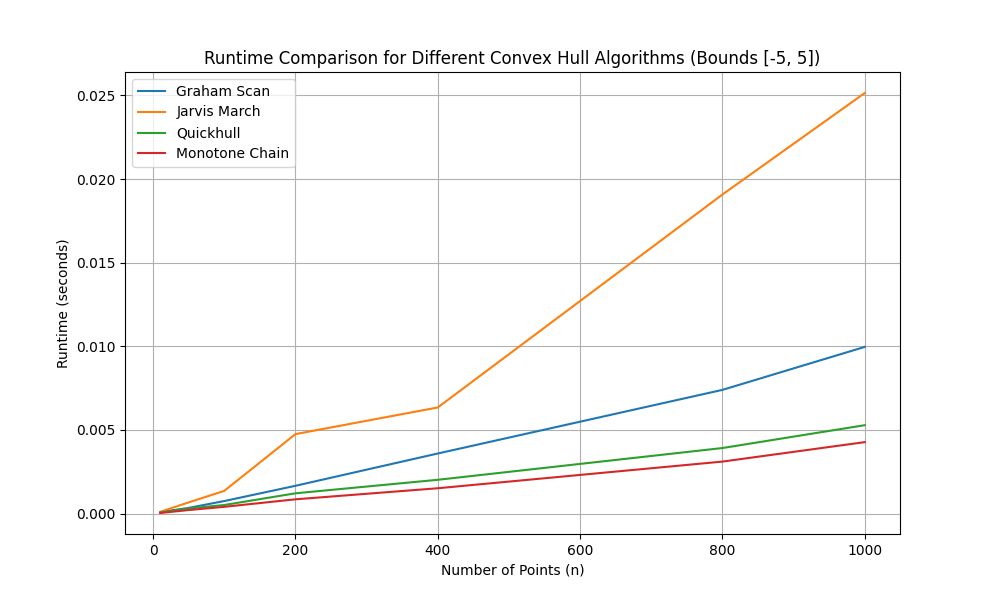 Runtime Comparison for Different Convex Hull Algorithms (Bounds [-5, 5])
Graham Scan
Jarvis March
Quickhull
Monotone Chain
0.025
0.020
0.015
0.010
0.005
0.000
Runtime (seconds)
0 200 400 600 800 1000
Number of Points (n)